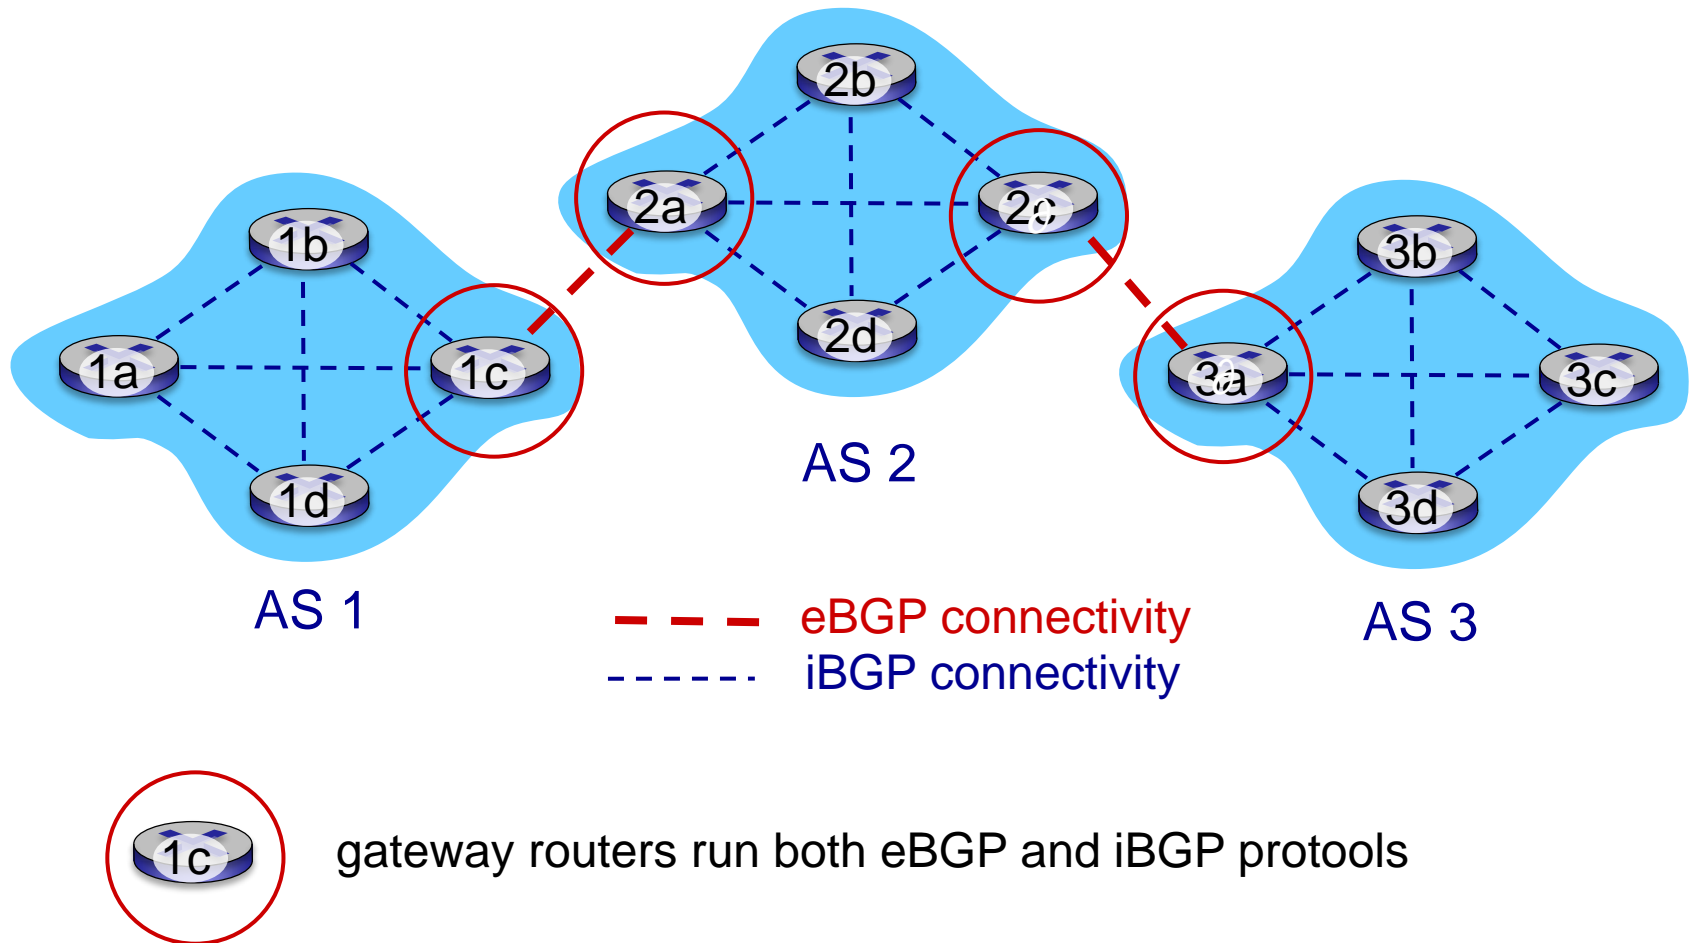 2b
2a
2c
1b
3b
2d
1a
1c
3a
3c
AS 2
1d
3d
AS 1
eBGP connectivity
AS 3
iBGP connectivity
1c
gateway routers run both eBGP and iBGP protools